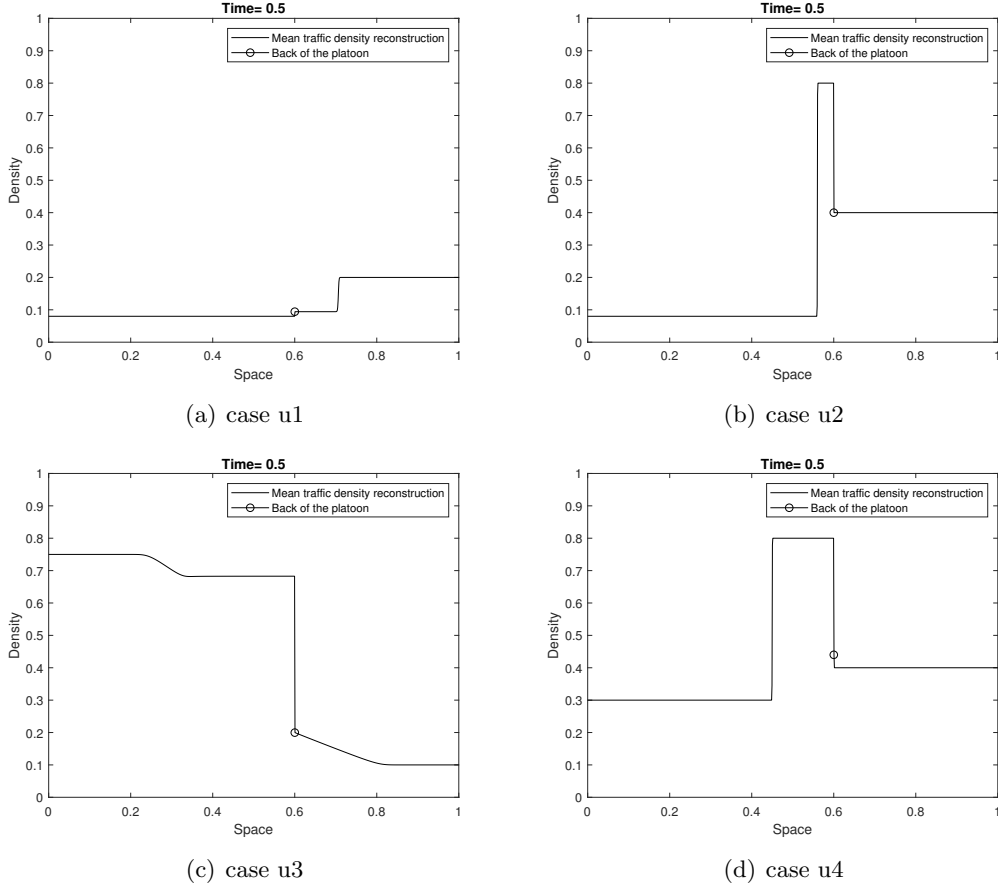 Time= 0.5
Mean traffic density reconstruction
Back of the platoon
Density
1
0.9
0.8
0.7
0.6
0.5
0.4
0.3
0.2
0.1
0
0 0.2 0.4 0.6 0.8 1
Space
(a) case u1
Time= 0.5
Mean traffic density reconstruction
Back of the platoon
Density
1
0.9
0.8
0.7
0.6
0.5
0.4
0.3
0.2
0.1
0
0 0.2 0.4 0.6 0.8 1
Space
(b) case u2
Time= 0.5
Mean traffic density reconstruction
Back of the platoon
Density
1
0.9
0.8
0.7
0.6
0.5
0.4
0.3
0.2
0.1
0
0 0.2 0.4 0.6 0.8 1
Space
(c) case u3
Time= 0.5
Mean traffic density reconstruction
Back of the platoon
Density
1
0.9
0.8
0.7
0.6
0.5
0.4
0.3
0.2
0.1
0
0 0.2 0.4 0.6 0.8 1
Space
(d) case u4